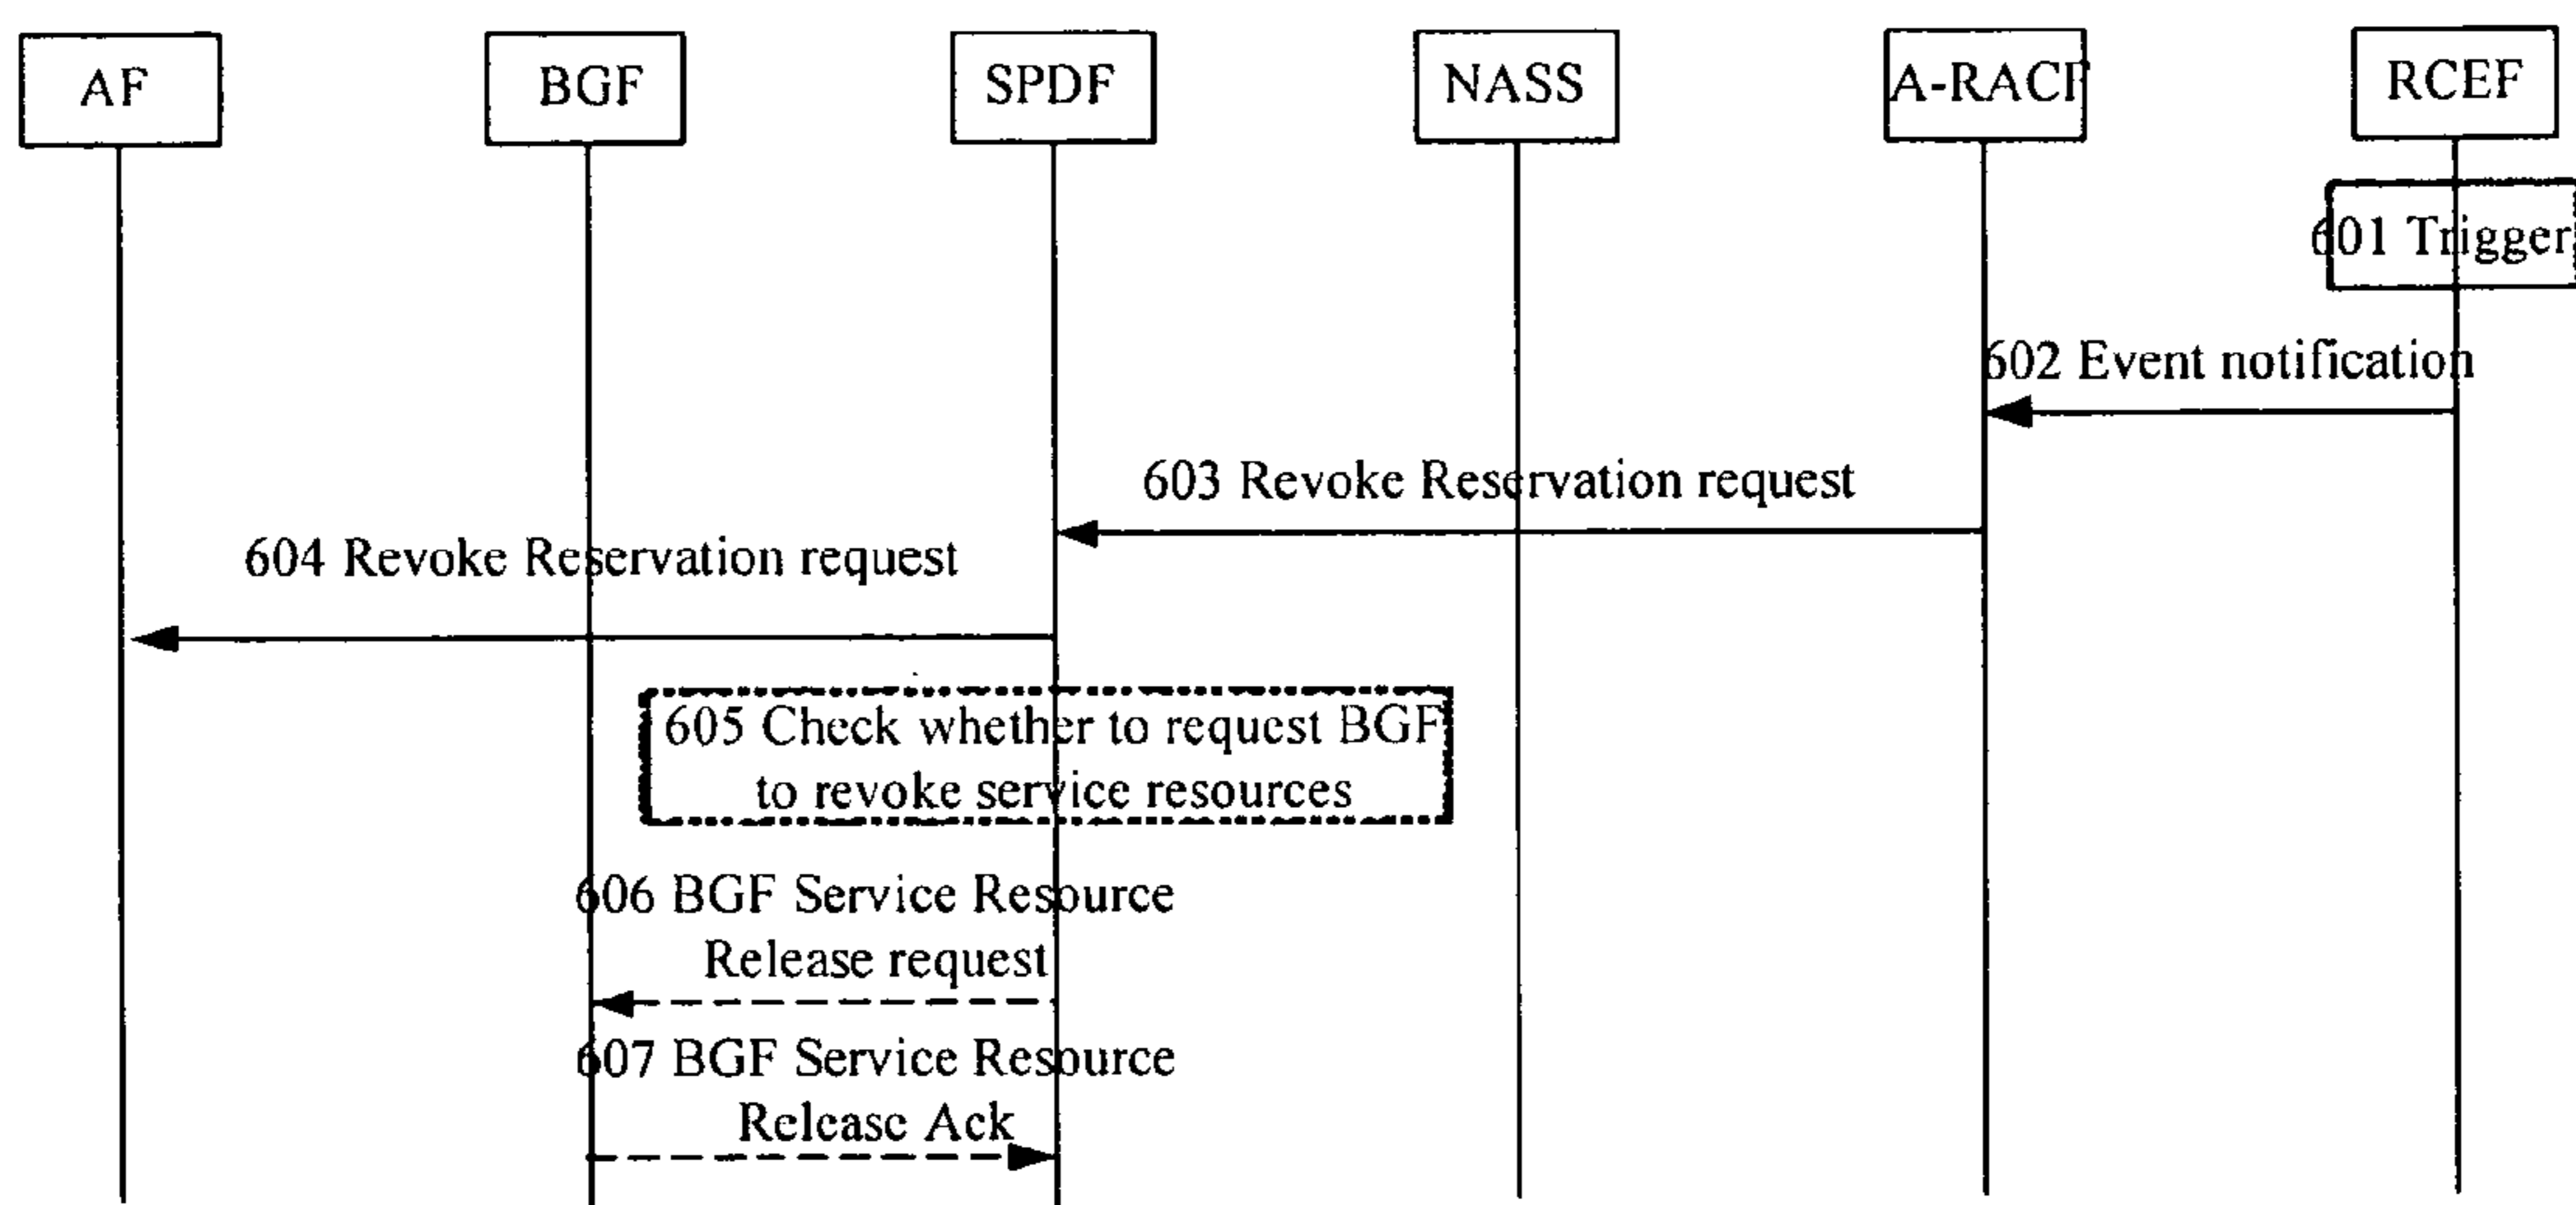 AF
BGF
SPDF
NASS
A-RACF
RCEF
601 Trigger
602 Event notification
603 Revoke Reservation request
604 Revoke Reservation request
605 Check whether to request BGF
to revoke service resources
606 BGF Service Resource
Release request
607 BGF Service Resource
Release Ack